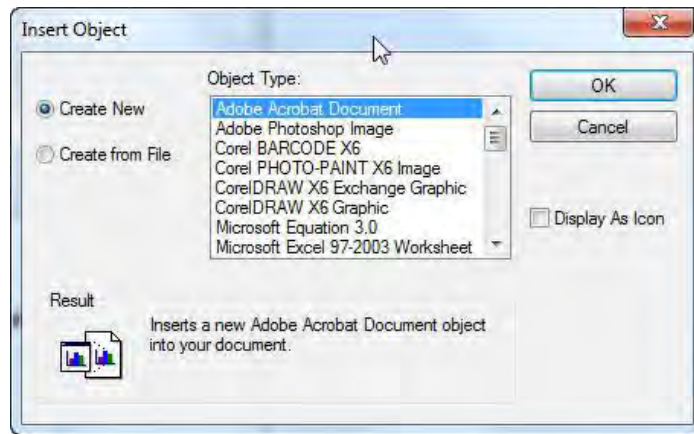 Insert Object
Object Type:
Create New
Create from File
Adobe Acrobat Document
Adobe Photoshop Image
Corel BARCODE X6
Corel PHOTO-PAINT X6 Image
CorelDRAW X6 Exchange Graphic
CorelDRAW X6 Graphic
Microsoft Equation 3.0
Microsoft Excel 97-2003 Worksheet
OK
Cancel
Display As Icon
Result
Inserts a new Adobe Acrobat Document object
into your document.